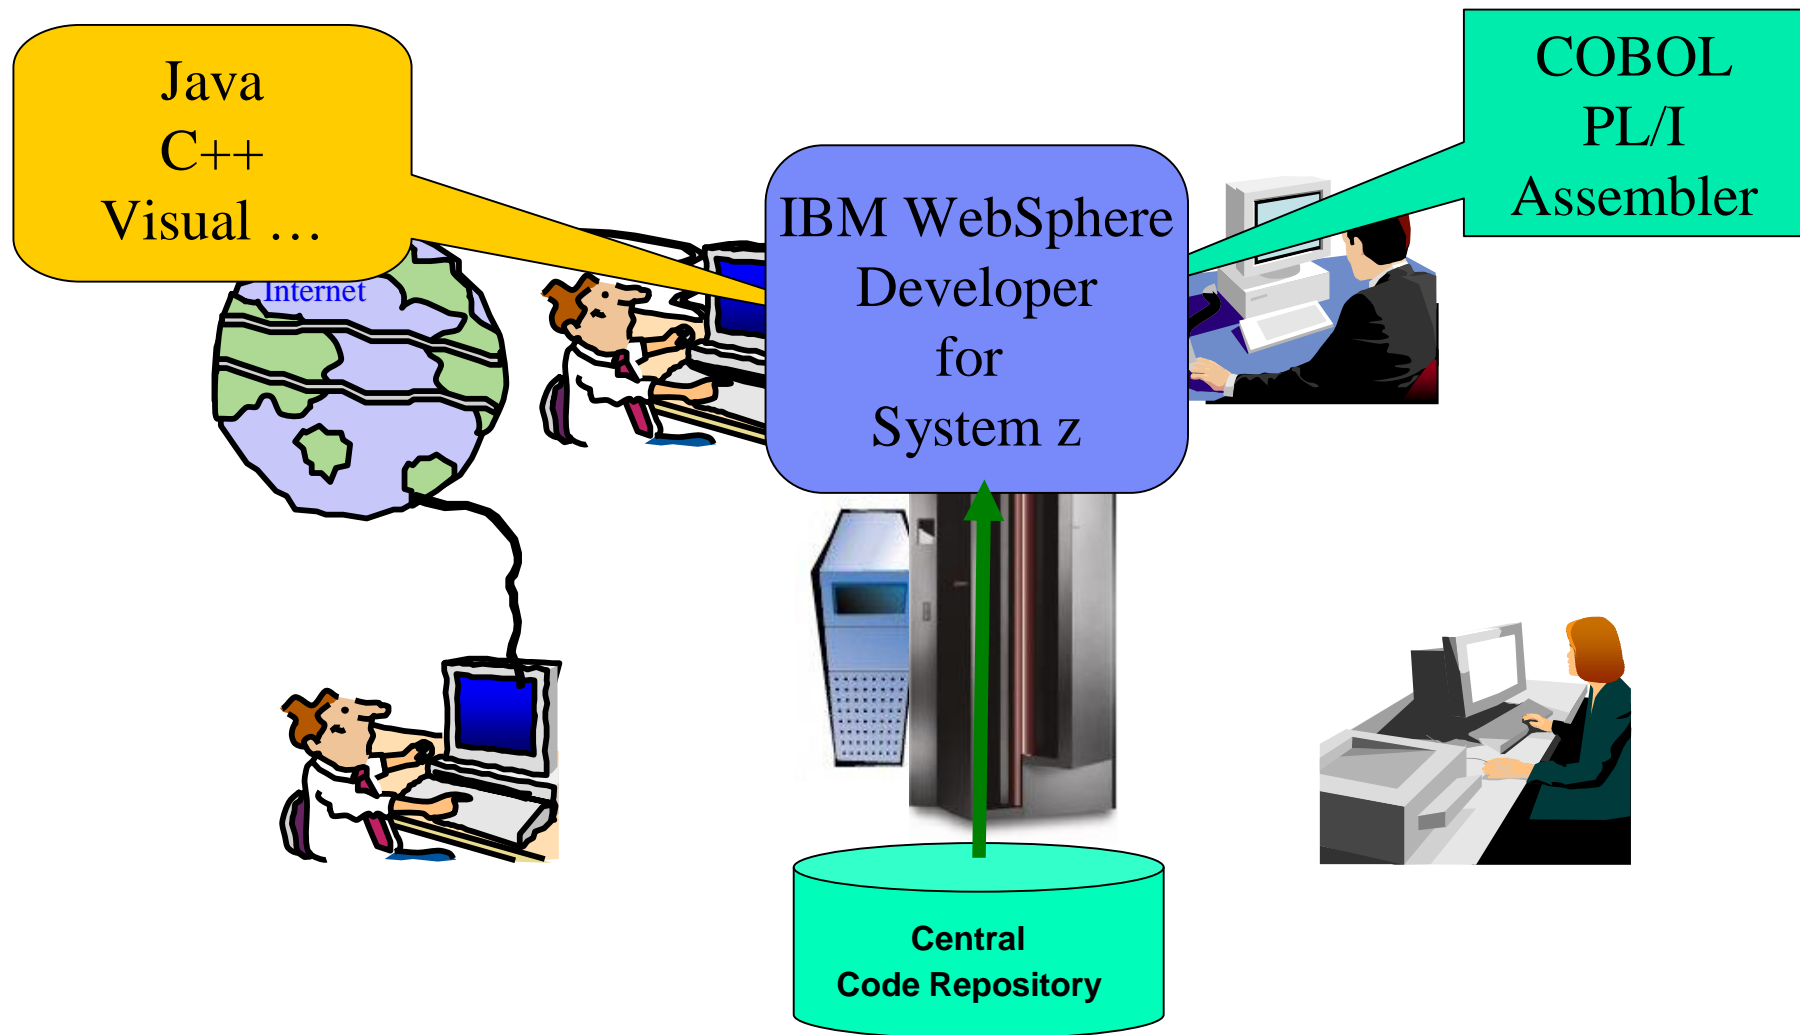 Java
C++
Visual …
Internet
IBM WebSphere
Developer
for
System z
COBOL
PL/I
Assembler
Central
Code Repository